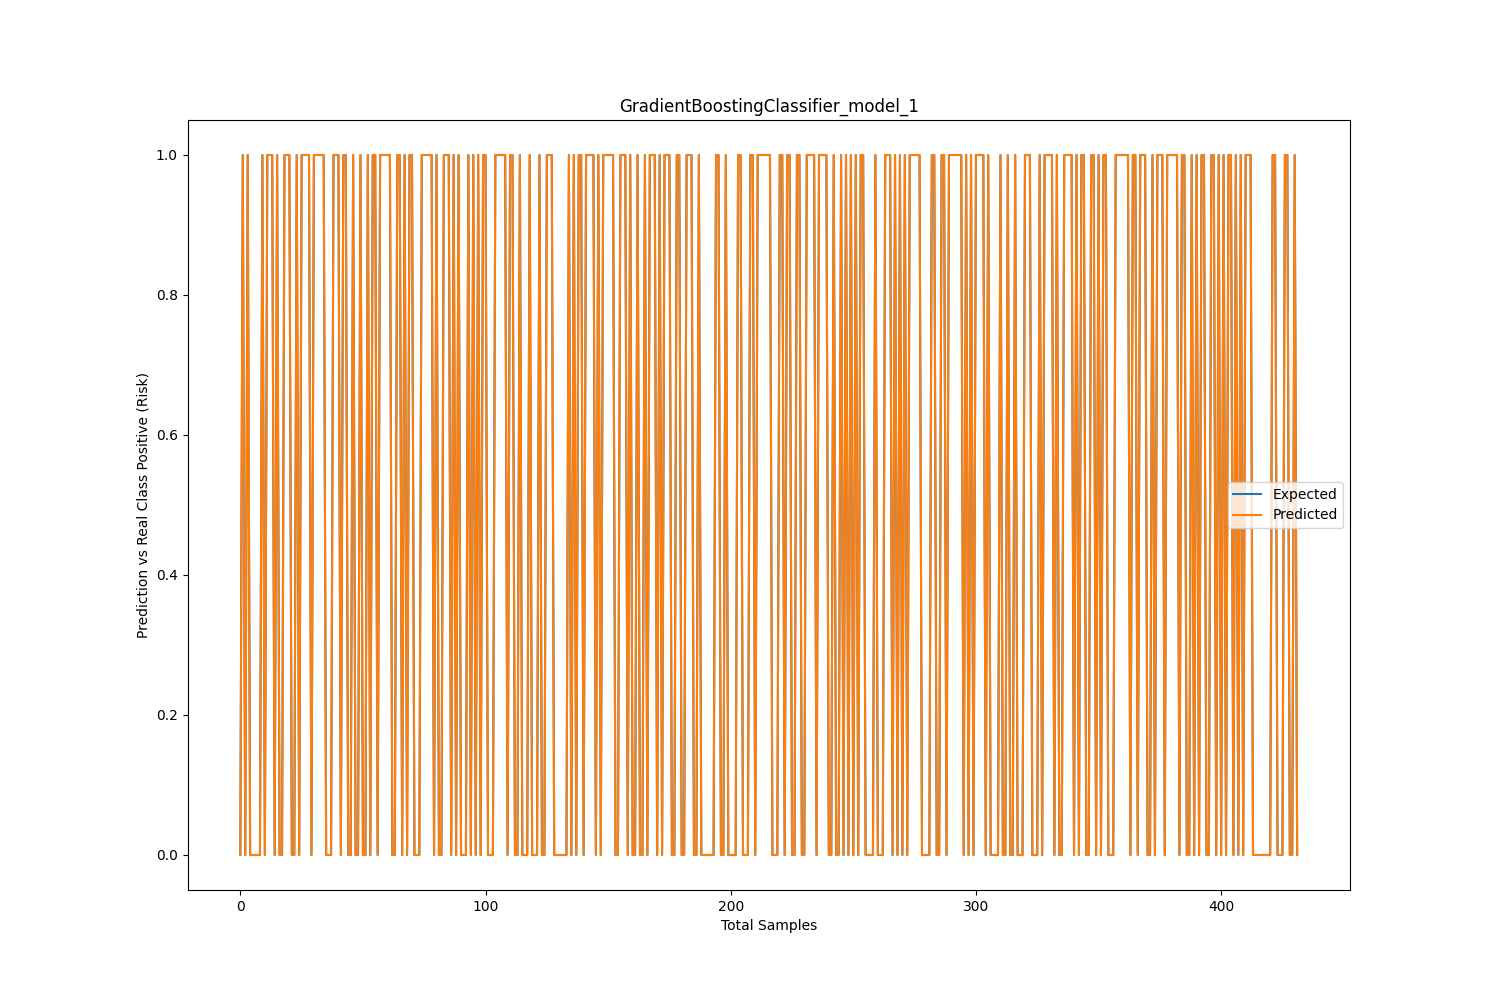 GradientBoostingClassifier_model_1
1.0
0.8
0.6
0.4
0.2
0.0
Prediction vs Real Class Positive (Risk)
Expected
Predicted
0 100 200 300 400
Total Samples